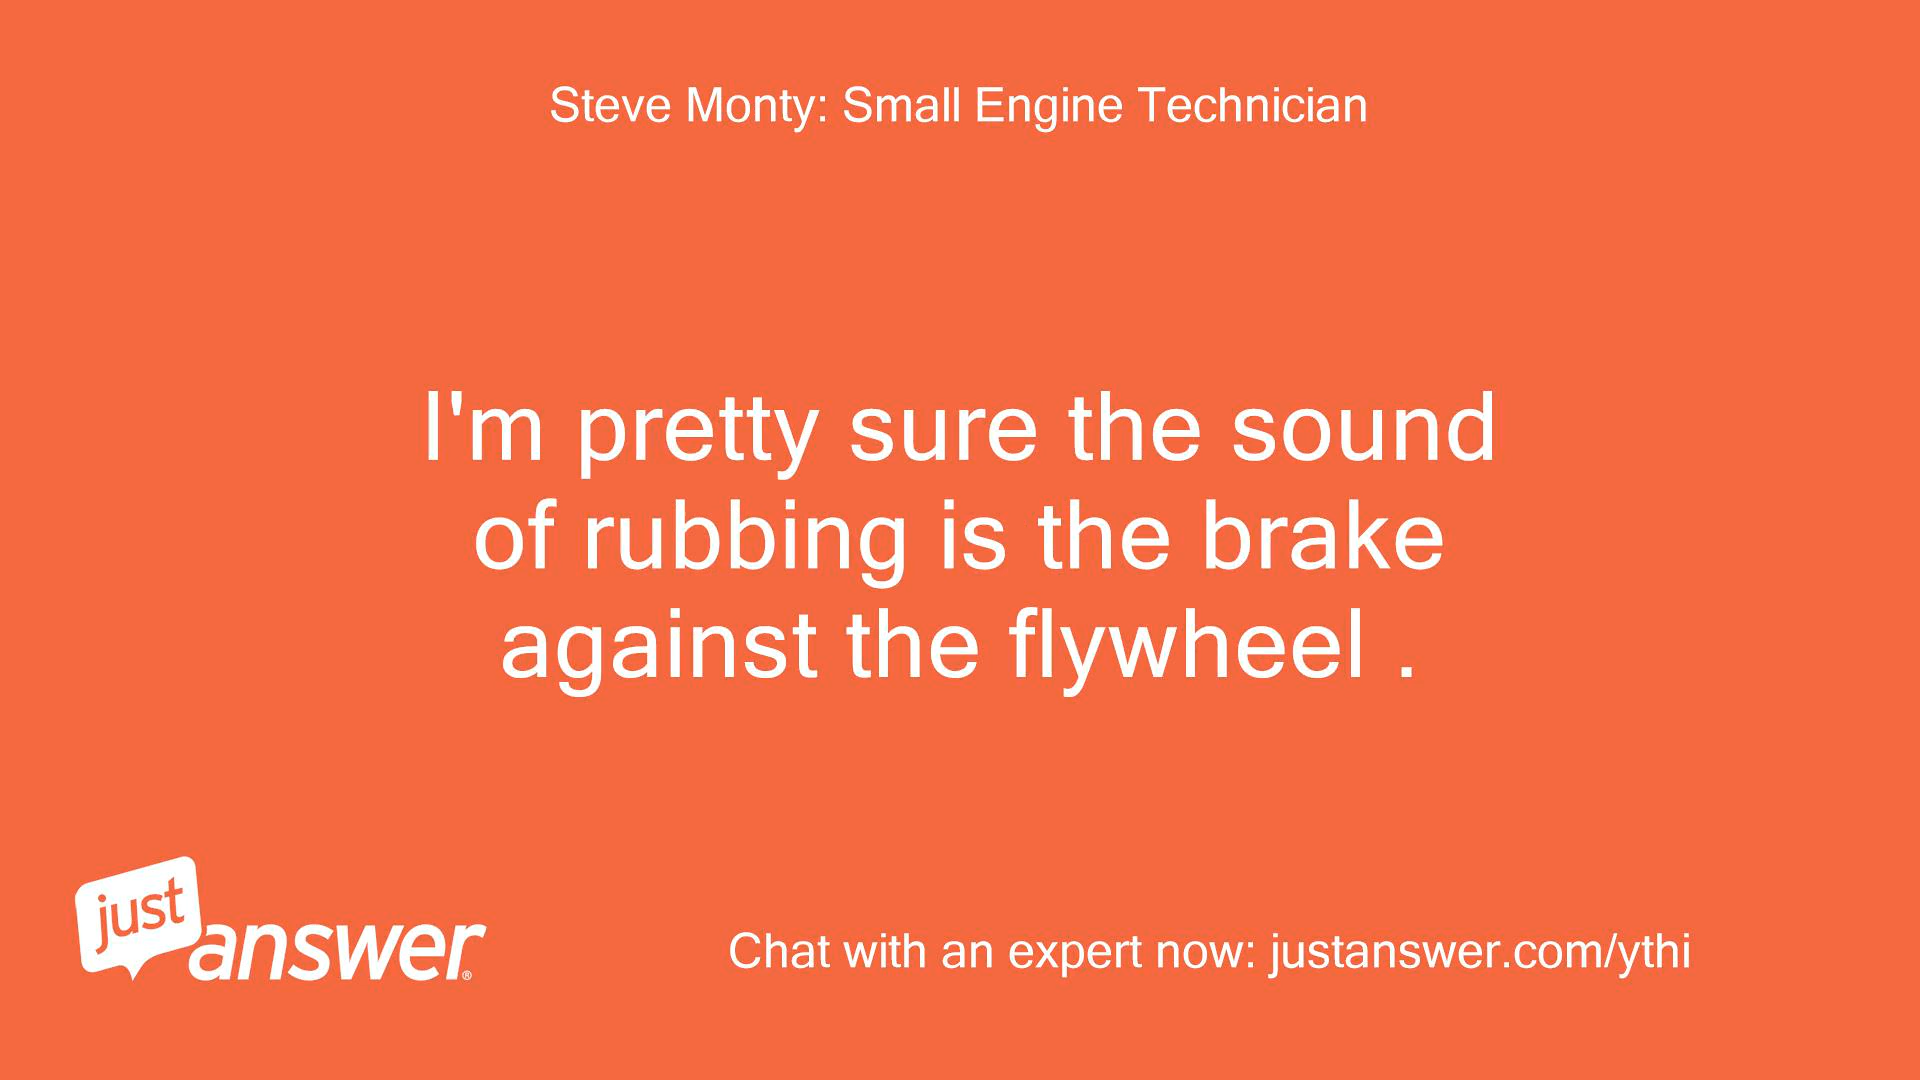 Steve Monty: Small Engine Technician
I'm pretty sure the sound
of rubbing is the brake
against the flywheel .
just
answer®
Chat with an expert now: justanswer.com/ythi